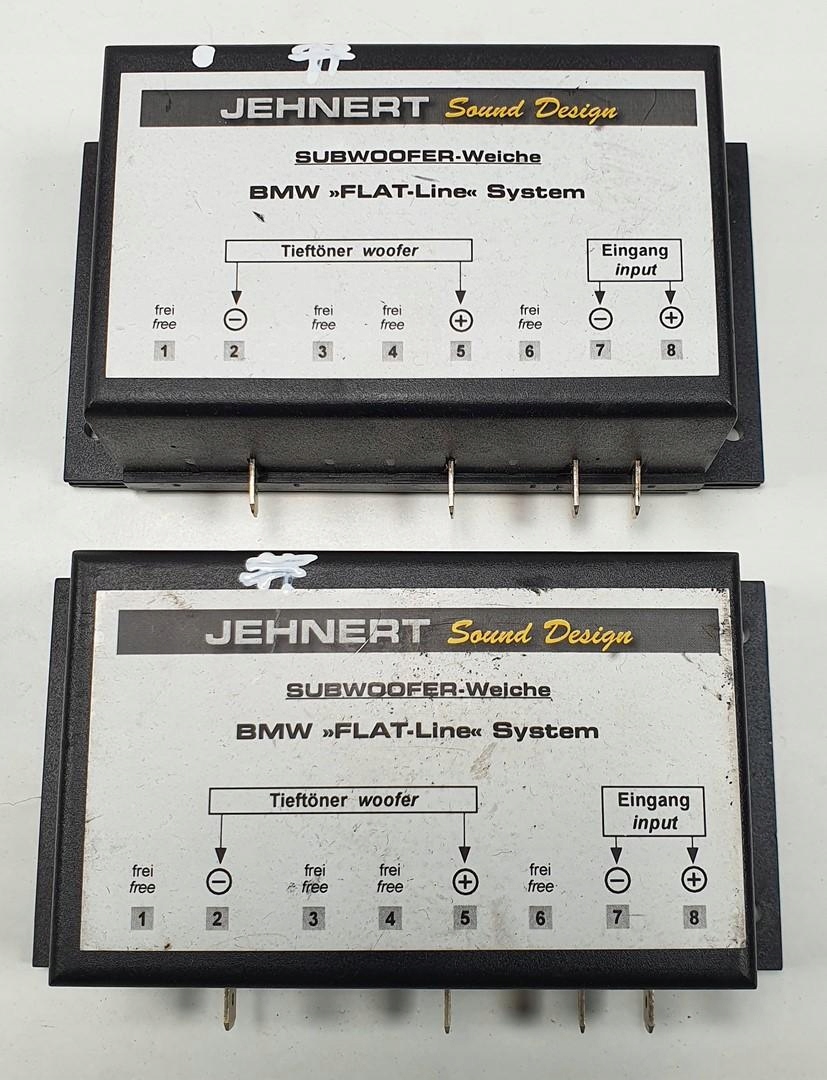 JEHNERT Sound Design
SUBWOOFER-Weiche
BMW »FLAT-Line« System
Tieftöner woofer
Eingang
input
frei frei frei frei
free free free free
1 2 3 4 5 6 7 8
JEHNERT Sound Design
SUBWOOFER-Weiche
BMW »FLAT-Line« System
Tieftöner woofer
Eingang
input
frei frei frei frei
free free free free
1 2 3 4 5 6 7 8